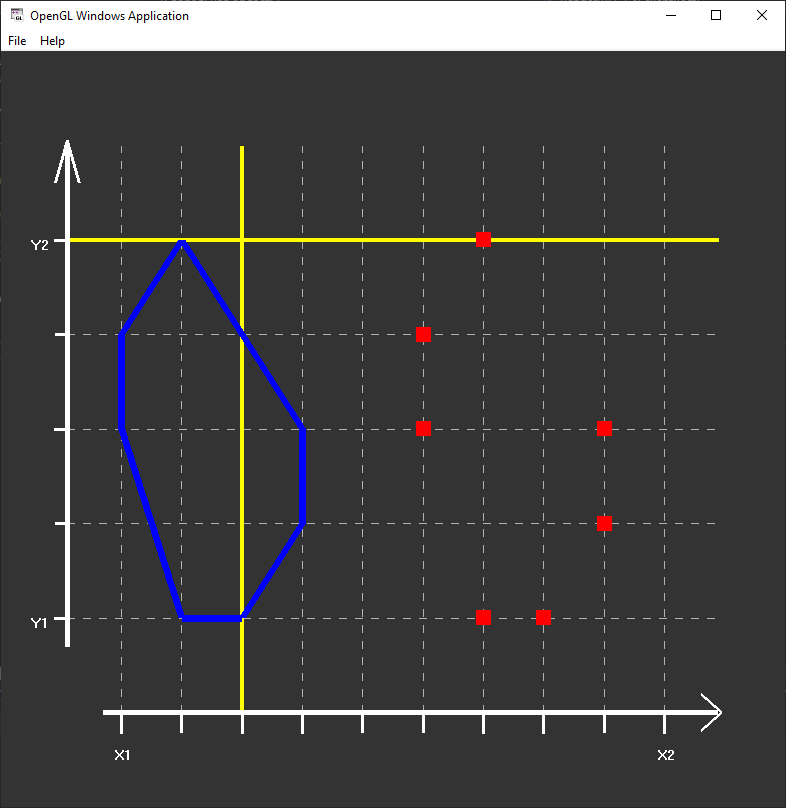 OpenGL Windows Application
File Help
Y2
Y1
X1 X2